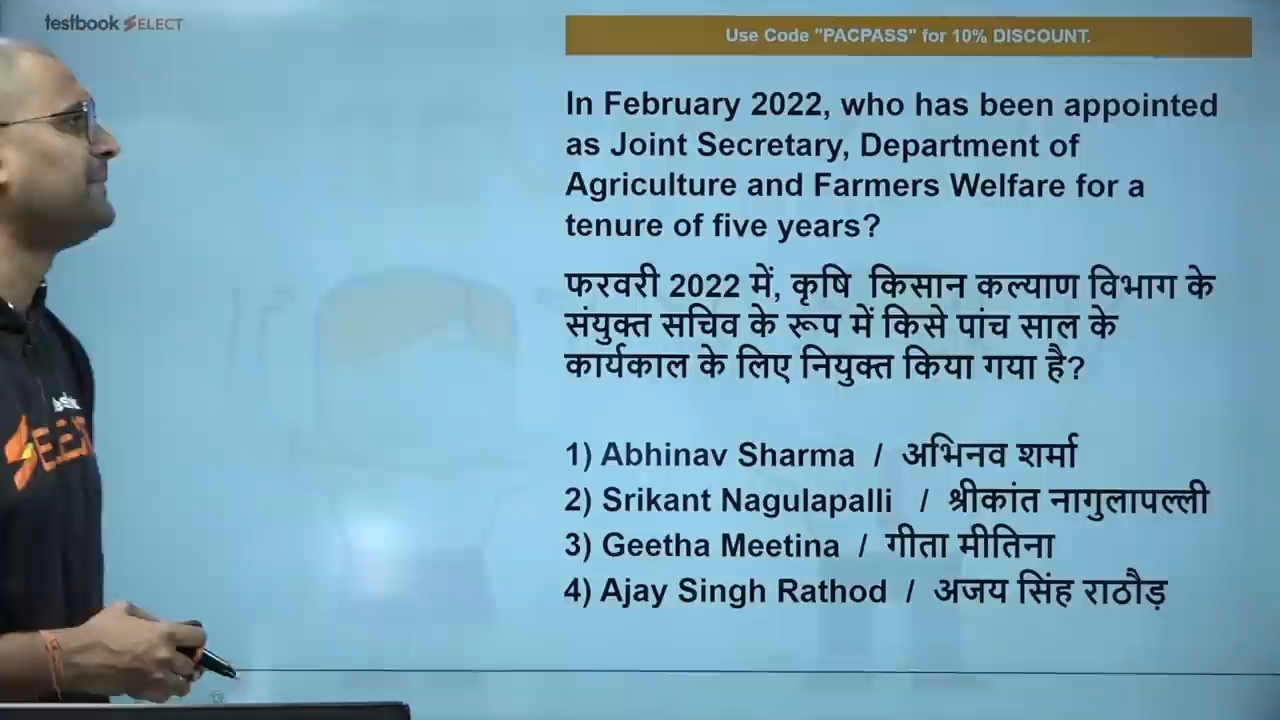 testbook SELECT
Use Code "PACPASS" for 10% DISCOUNT.
In February 2022, who has been appointed
as Joint Secretary, Department of
Agriculture and Farmers Welfare for a
tenure of five years?
फरवरी 2022 में, कृषि किसान कल्याण विभाग के
संयुक्त सचिव के रूप में किसे पांच साल के
कार्यकाल के लिए नियुक्त किया गया है?
1) Abhinav Sharma / अभिनव शर्मा
2) Srikant Nagulapalli / श्रीकांत नागुलापल्ली
3) Geetha Meetina / गीता मीतिना
4) Ajay Singh Rathod / अजय सिंह राठौड़